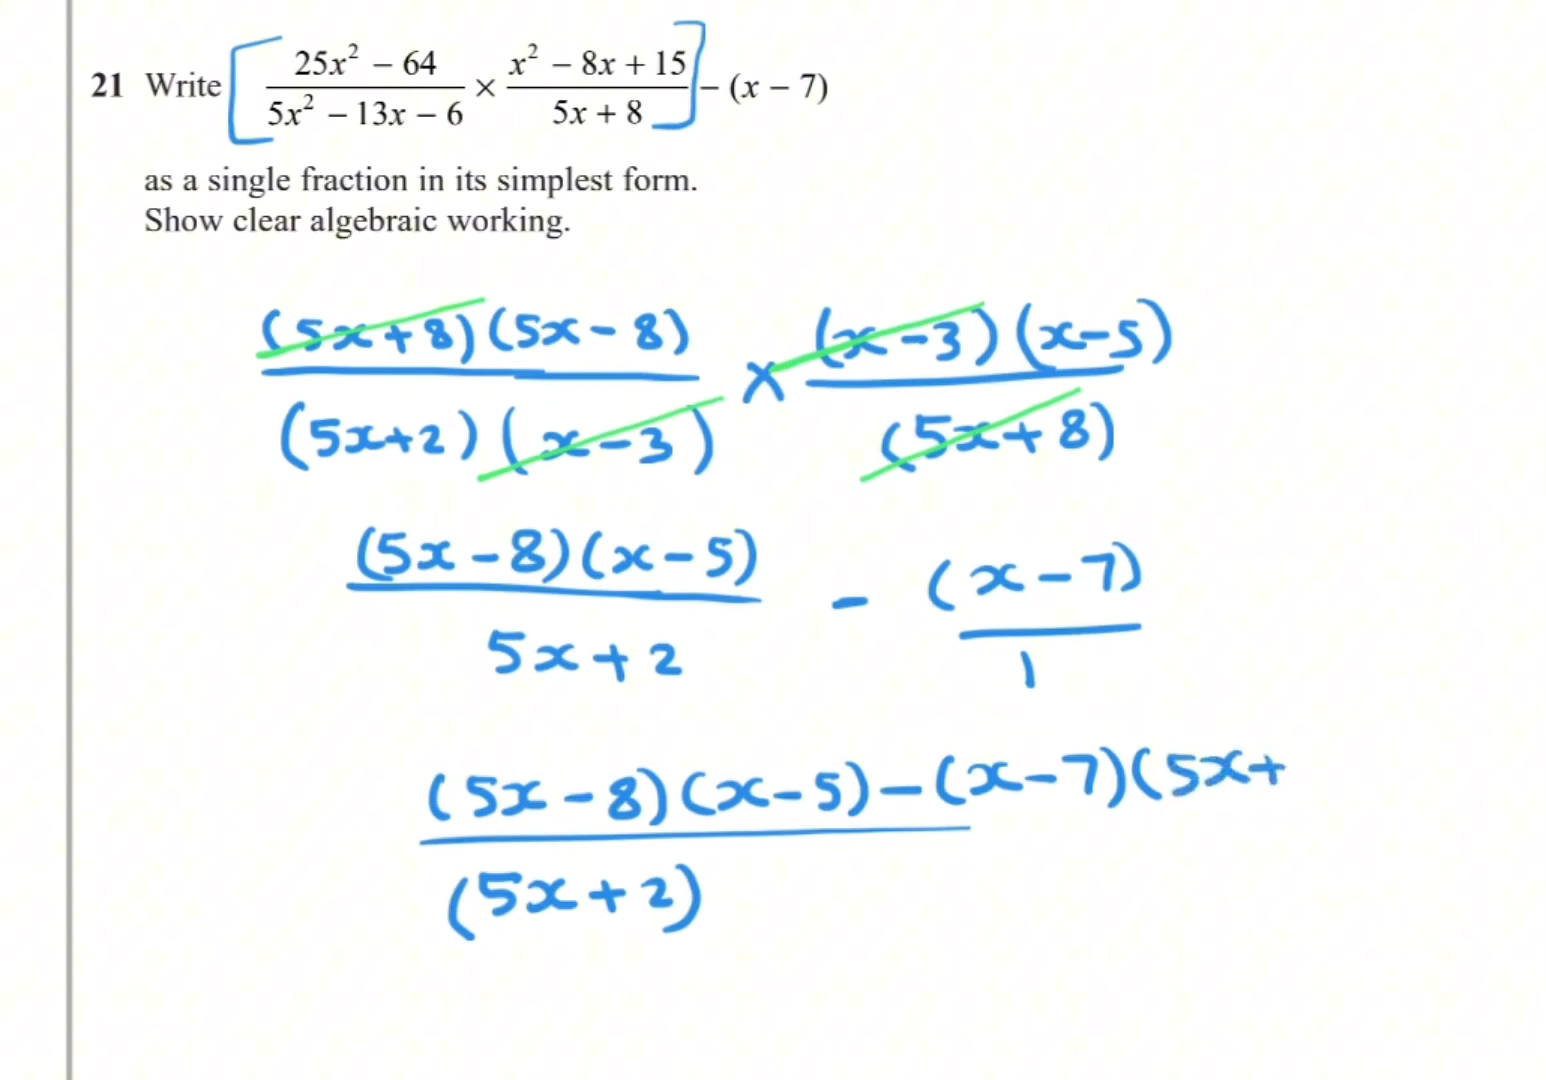 21 Write [ (25x² − 64)/(5x² − 13x − 6) × (x² − 8x + 15)/(5x + 8) ] − (x − 7)
as a single fraction in its simplest form.
Show clear algebraic working.
(5x+8)(5x−8) × (x−3)(x−5)
(5x+2)(x−3) (5x+8)
(5x−8)(x−5) − (x−7)
5x+2 1
(5x−8)(x−5)−(x−7)(5x+
(5x+2)